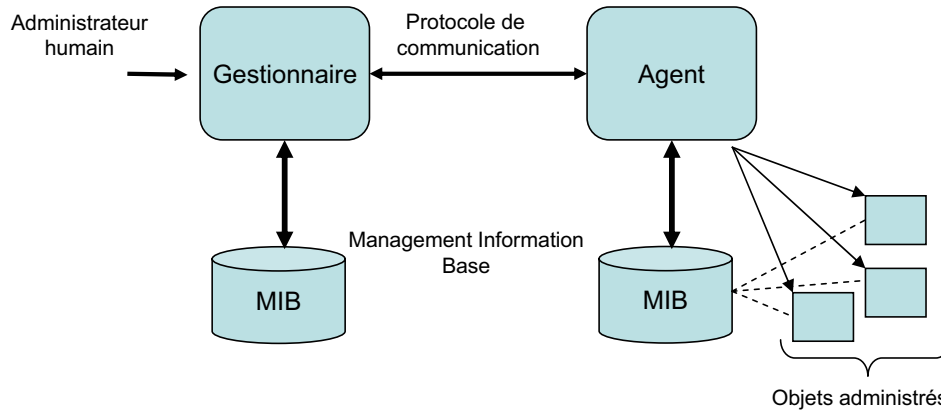 Administrateur
humain
Protocole de
communication
Gestionnaire
Agent
Management Information
Base
MIB
MIB
Objets administrés